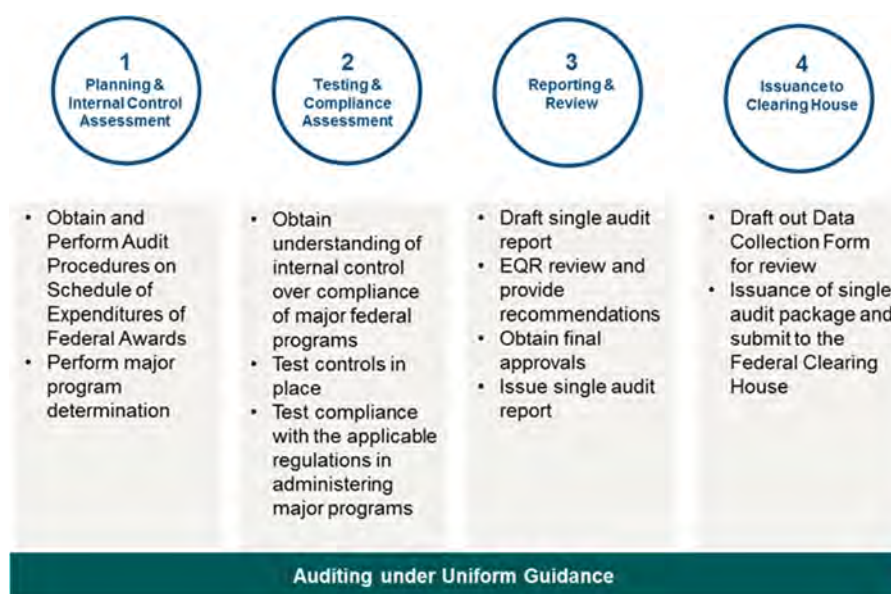 1
Planning &
Internal Control
Assessment
• Obtain and
Perform Audit
Procedures on
Schedule of
Expenditures of
Federal Awards
• Perform major
program
determination
2
Testing &
Compliance
Assessment
• Obtain
understanding of
internal control
over compliance
of major federal
programs
• Test controls in
place
• Test compliance
with the applicable
regulations in
administering
major programs
3
Reporting &
Review
• Draft single audit
report
• EQR review and
provide
recommendations
• Obtain final
approvals
• Issue single audit
report
4
Issuance to
Clearing House
• Draft out Data
Collection Form
for review
• Issuance of single
audit package and
submit to the
Federal Clearing
House
Auditing under Uniform Guidance